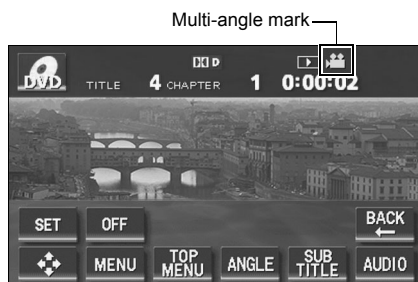 Multi-angle mark
DVD TITLE 4 CHAPTER 1 0:00:02
D
SET OFF BACK
MENU TOP MENU ANGLE SUB TITLE AUDIO